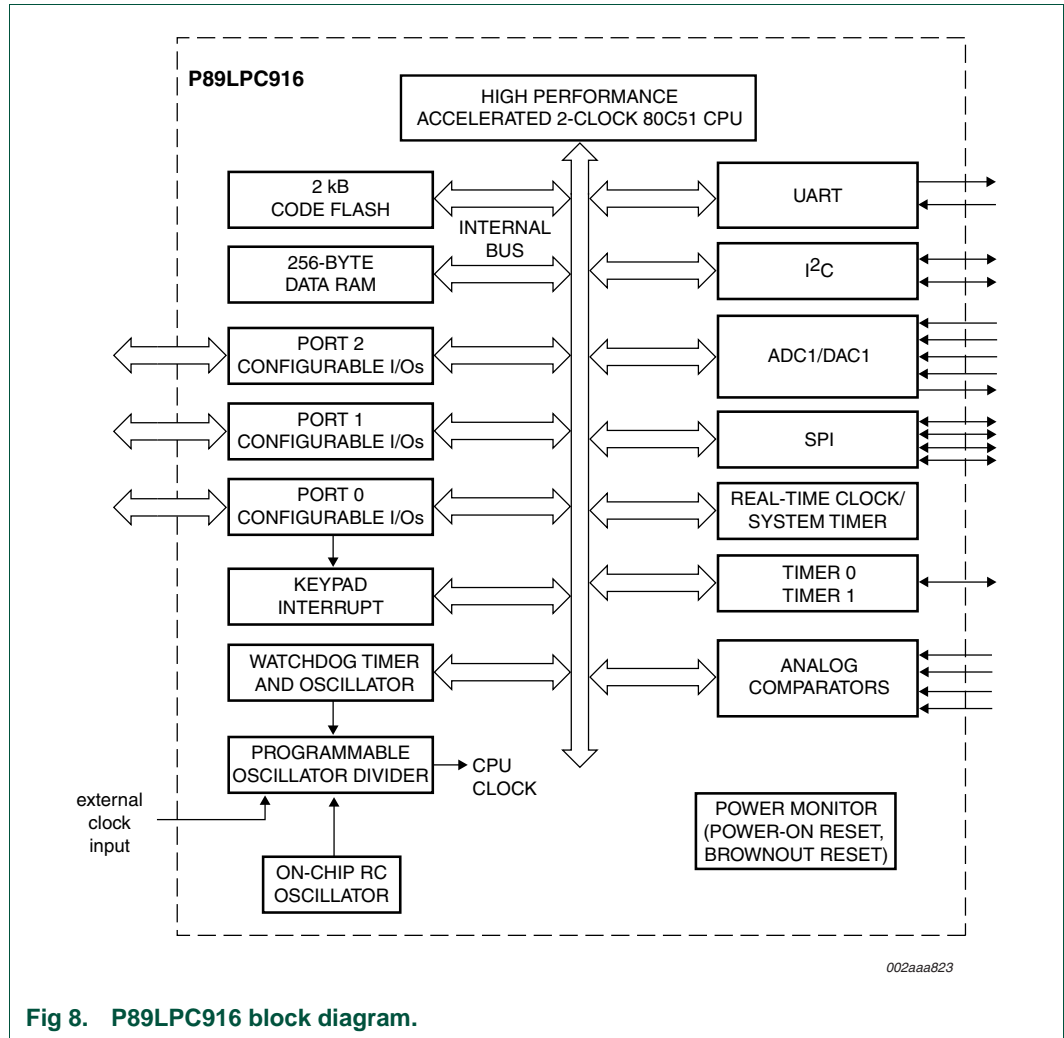 P89LPC916
HIGH PERFORMANCE
ACCELERATED 2-CLOCK 80C51 CPU
2 kB
CODE FLASH
INTERNAL
BUS
256-BYTE
DATA RAM
PORT 2
CONFIGURABLE I/Os
PORT 1
CONFIGURABLE I/Os
PORT 0
CONFIGURABLE I/Os
KEYPAD
INTERRUPT
WATCHDOG TIMER
AND OSCILLATOR
PROGRAMMABLE
OSCILLATOR DIVIDER
CPU
CLOCK
external
clock
input
ON-CHIP RC
OSCILLATOR
UART
I²C
ADC1/DAC1
SPI
REAL-TIME CLOCK/
SYSTEM TIMER
TIMER 0
TIMER 1
ANALOG
COMPARATORS
POWER MONITOR
(POWER-ON RESET,
BROWNOUT RESET)
002aaa823
Fig 8. P89LPC916 block diagram.